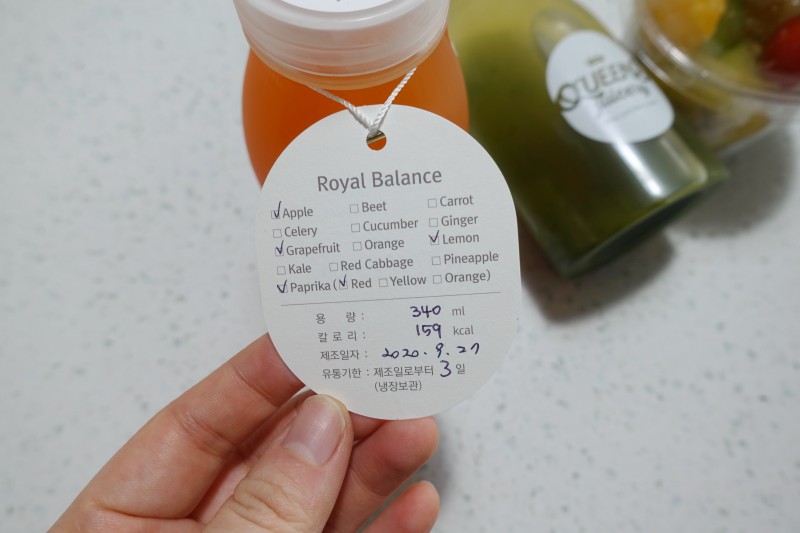 QUEEN
Royal Balance
☑ Apple ☐ Beet ☐ Carrot
☐ Celery ☐ Cucumber ☐ Ginger
☑ Grapefruit ☐ Orange ☑ Lemon
☐ Kale ☐ Red Cabbage ☐ Pineapple
☑ Paprika ( ☑ Red ☐ Yellow ☐ Orange)
용 량 : 340 ml
칼 로 리 : 159 kcal
제조일자 : 2020. 9. 27
유통기한 : 제조일로부터 3 일
(냉장보관)